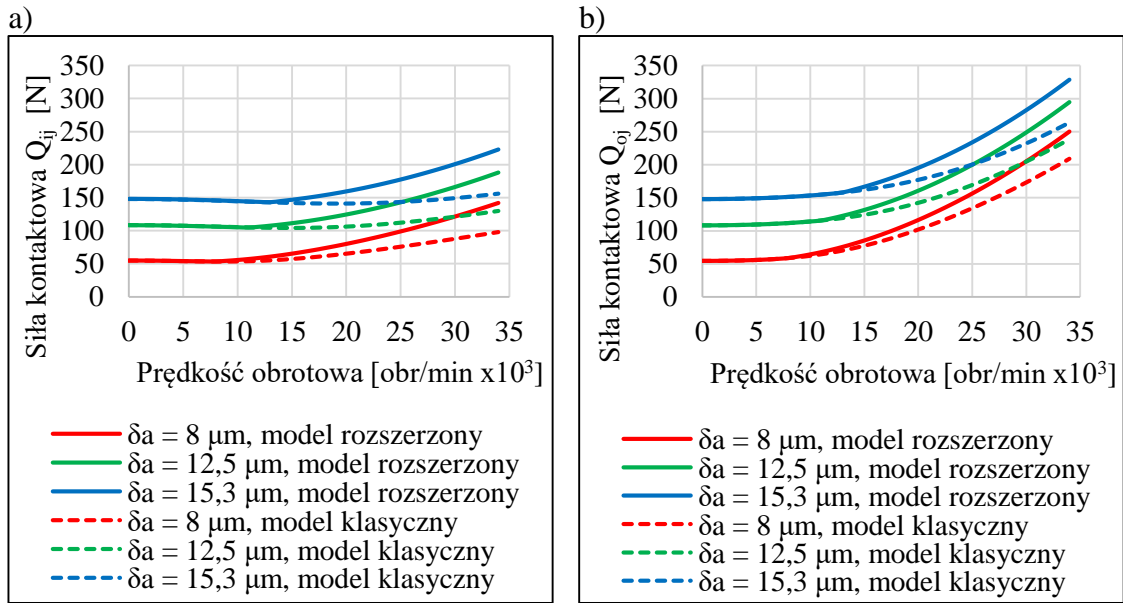 a)
Siła kontaktowa Q_ij [N]
350
300
250
200
150
100
50
0
0 5 10 15 20 25 30 35
Prędkość obrotowa [obr/min x10³]
δa = 8 μm, model rozszerzony
δa = 12,5 μm, model rozszerzony
δa = 15,3 μm, model rozszerzony
δa = 8 μm, model klasyczny
δa = 12,5 μm, model klasyczny
δa = 15,3 μm, model klasyczny
b)
Siła kontaktowa Q_oj [N]
350
300
250
200
150
100
50
0
0 5 10 15 20 25 30 35
Prędkość obrotowa [obr/min x10³]
δa = 8 μm, model rozszerzony
δa = 12,5 μm, model rozszerzony
δa = 15,3 μm, model rozszerzony
δa = 8 μm, model klasyczny
δa = 12,5 μm, model klasyczny
δa = 15,3 μm, model klasyczny